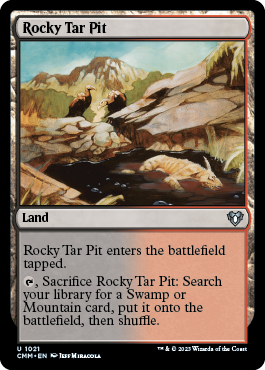 Rocky Tar Pit
Land
Rocky Tar Pit enters the battlefield
tapped.
, Sacrifice Rocky Tar Pit: Search
your library for a Swamp or
Mountain card, put it onto the
battlefield, then shuffle.
U 1021
CMM • EN Jeff Miracola
™ & © 2023 Wizards of the Coast